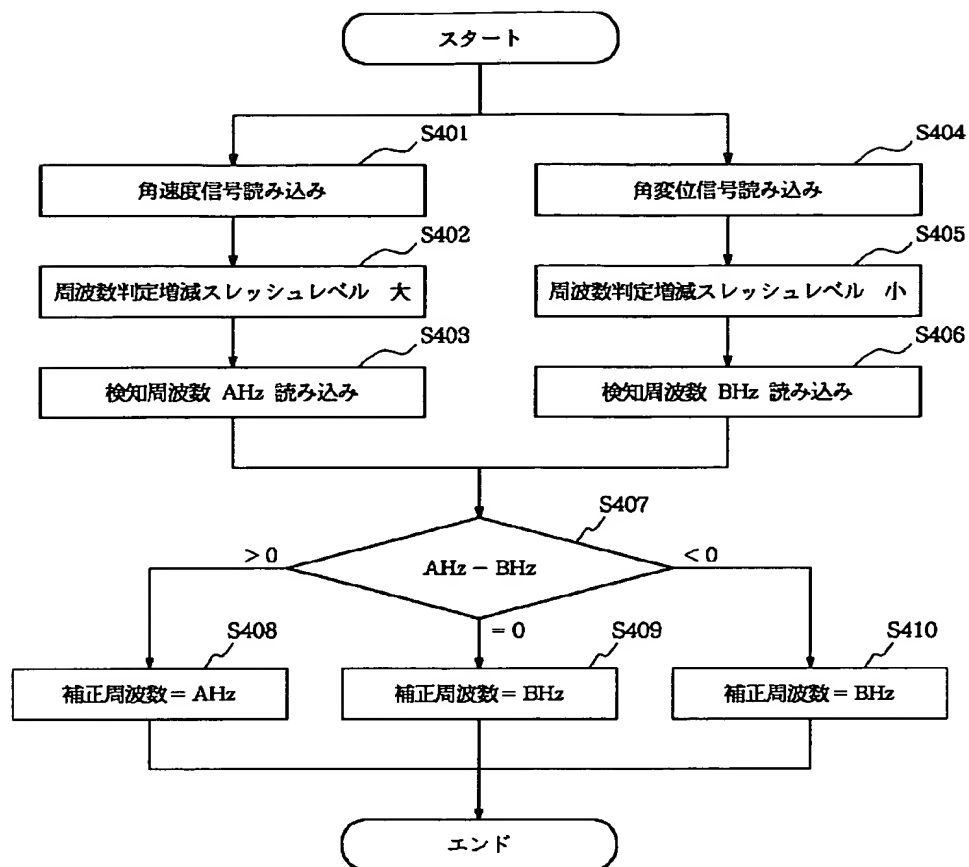 スタート
S401
角速度信号読み込み
S402
周波数判定増減スレッシュレベル 大
S403
検知周波数 AHz 読み込み
S404
角変位信号読み込み
S405
周波数判定増減スレッシュレベル 小
S406
検知周波数 BHz 読み込み
S407
AHz − BHz
> 0
= 0
< 0
S408
補正周波数＝AHz
S409
補正周波数＝BHz
S410
補正周波数＝BHz
エンド